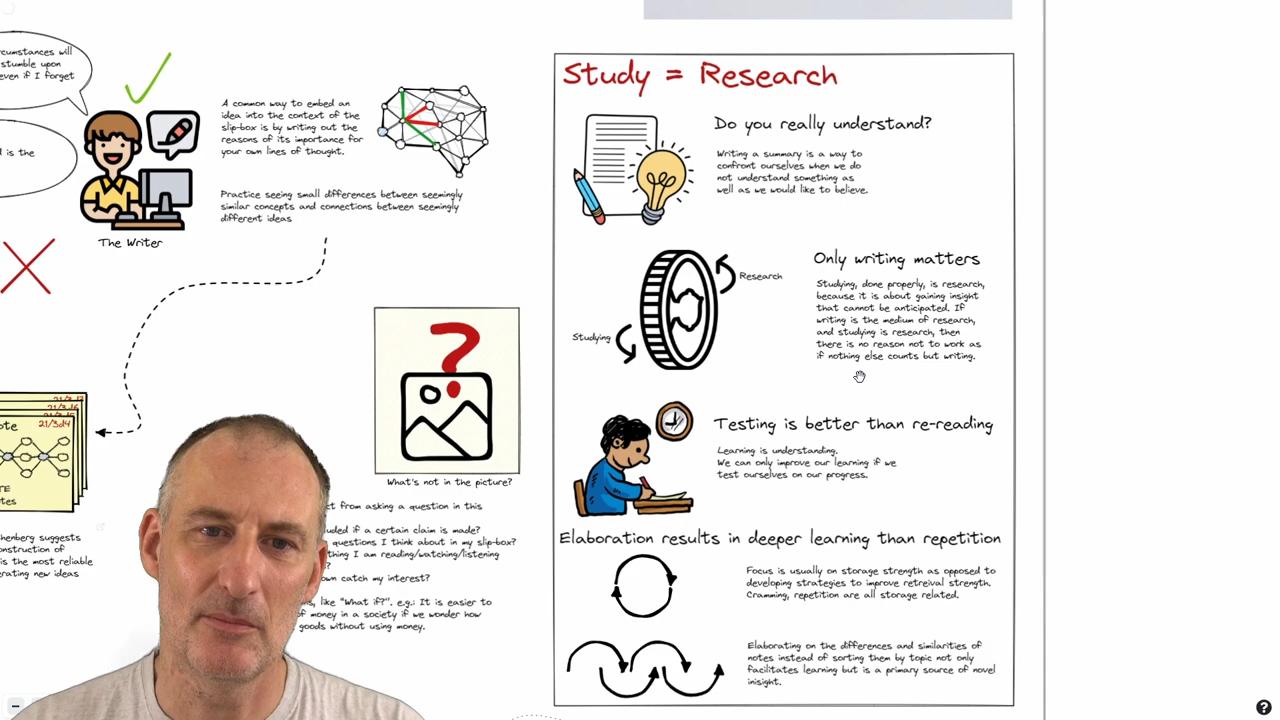 rcumstances will
stumble upon
even if I forget
d is the
The Writer
A common way to embed an
idea into the context of the
slip-box is by writing out the
reasons of its importance for
your own lines of thought.
Practice seeing small differences between seemingly
similar concepts and connections between seemingly
different ideas
ote
21/3d4
TE
tes
henberg suggests
onstruction of
is the most reliable
erating new ideas
?
What's not in the picture?
ct from asking a question in this
luded if a certain claim is made?
questions I think about in my slip-box?
thing I am reading/watching/listening
?
own catch my interest?
ns, like "What if?". e.g.: It is easier to
of money in a society if we wonder how
goods without using money.
Study = Research
Do you really understand?
Writing a summary is a way to
confront ourselves when we do
not understand something as
well as we would like to believe.
Research
Studying
Only writing matters
Studying, done properly, is research,
because it is about gaining insight
that cannot be anticipated. If
writing is the medium of research,
and studying is research, then
there is no reason not to work as
if nothing else counts but writing.
Testing is better than re-reading
Learning is understanding.
We can only improve our learning if we
test ourselves on our progress.
Elaboration results in deeper learning than repetition
Focus is usually on storage strength as opposed to
developing strategies to improve retreival strength.
Cramming, repetition are all storage related.
Elaborating on the differences and similarities of
notes instead of sorting them by topic not only
facilitates learning but is a primary source of novel
insight.
?